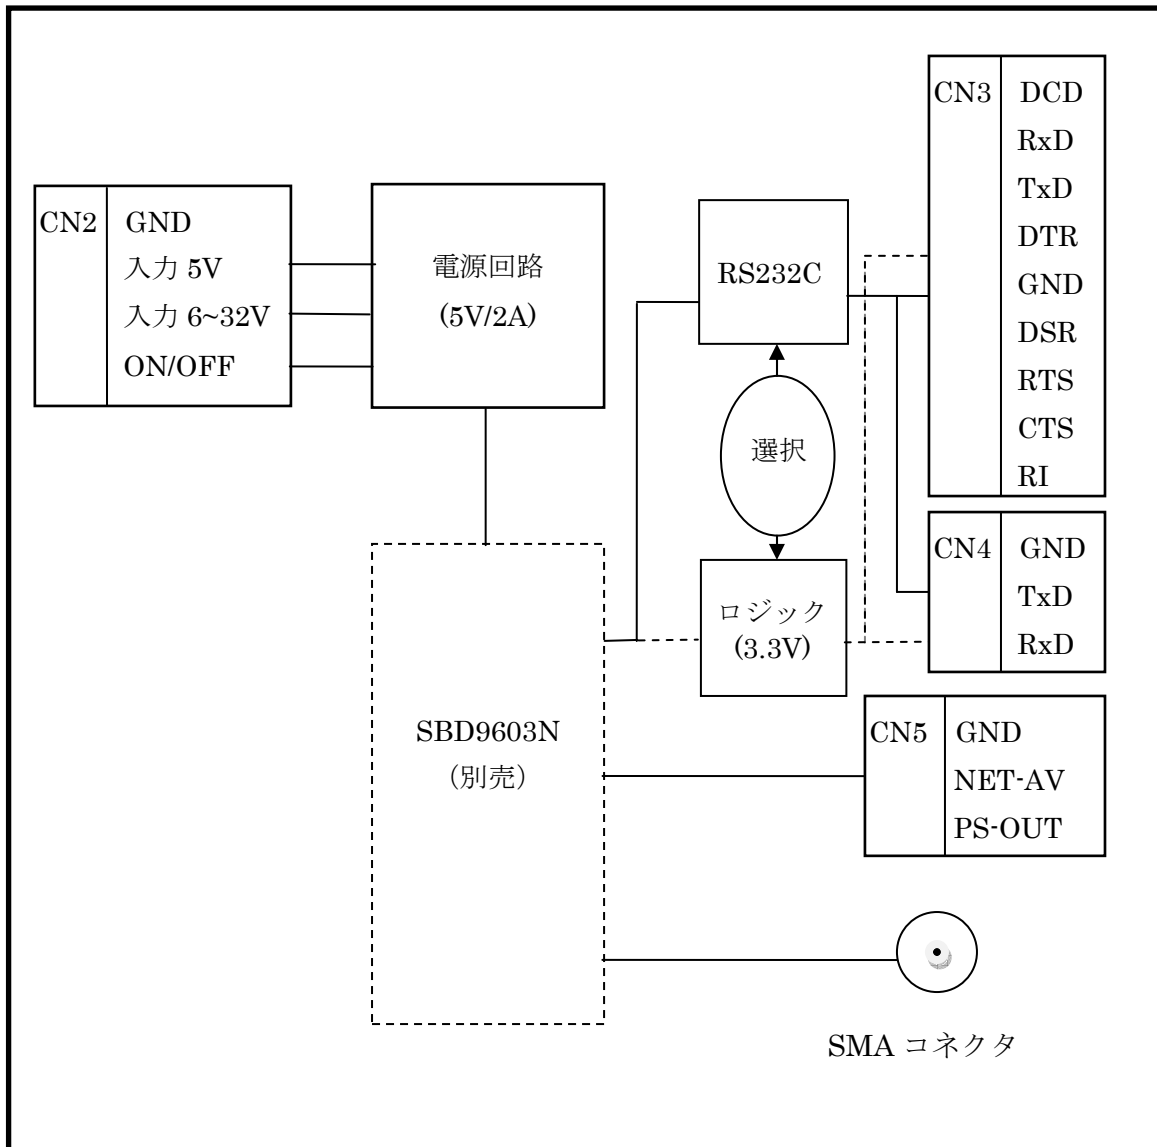 CN2
GND
入力 5V
入力 6~32V
ON/OFF
電源回路
(5V/2A)
RS232C
選択
ロジック
(3.3V)
SBD9603N
（別売）
CN3
DCD
RxD
TxD
DTR
GND
DSR
RTS
CTS
RI
CN4
GND
TxD
RxD
CN5
GND
NET-AV
PS-OUT
SMA コネクタ